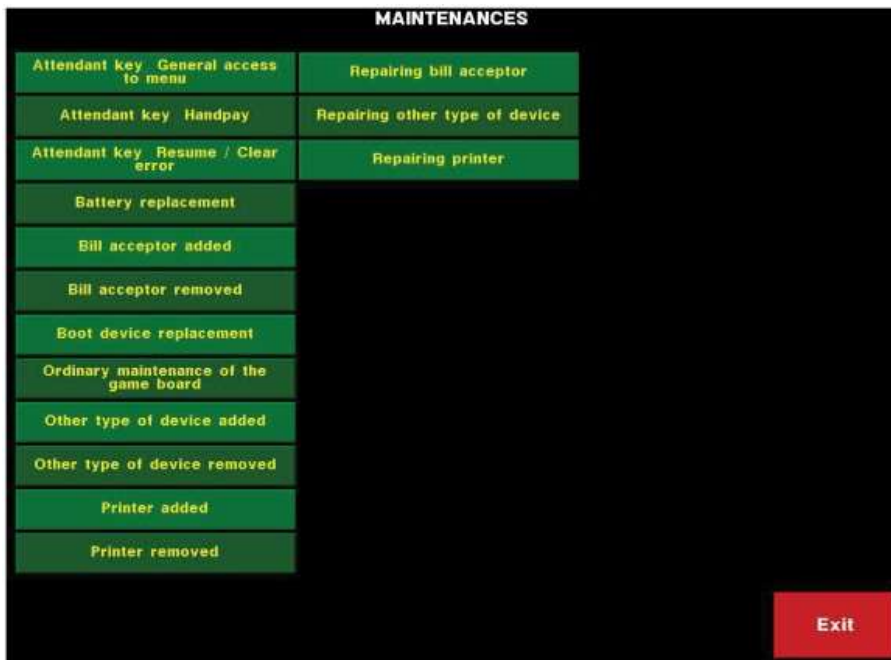 MAINTENANCES
Attendant key General access
to menu
Attendant key Handpay
Attendant key Resume / Clear
error
Battery replacement
Bill acceptor added
Bill acceptor removed
Boot device replacement
Ordinary maintenance of the
game board
Other type of device added
Other type of device removed
Printer added
Printer removed
Repairing bill acceptor
Repairing other type of device
Repairing printer
Exit